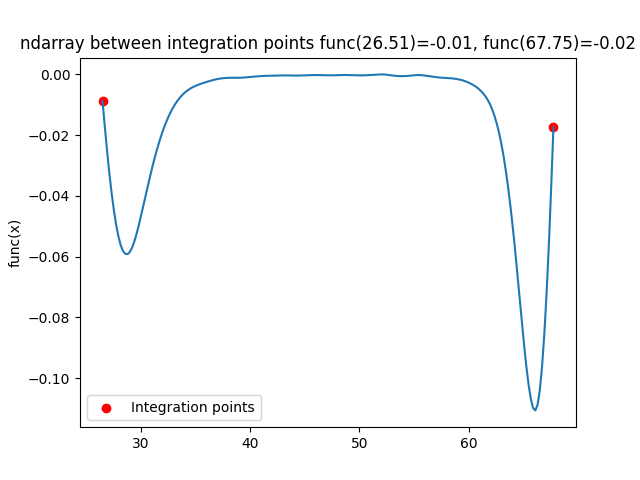 ndarray between integration points func(26.51)=-0.01, func(67.75)=-0.02
0.00
−0.02
−0.04
−0.06
−0.08
−0.10
func(x)
Integration points
30 40 50 60